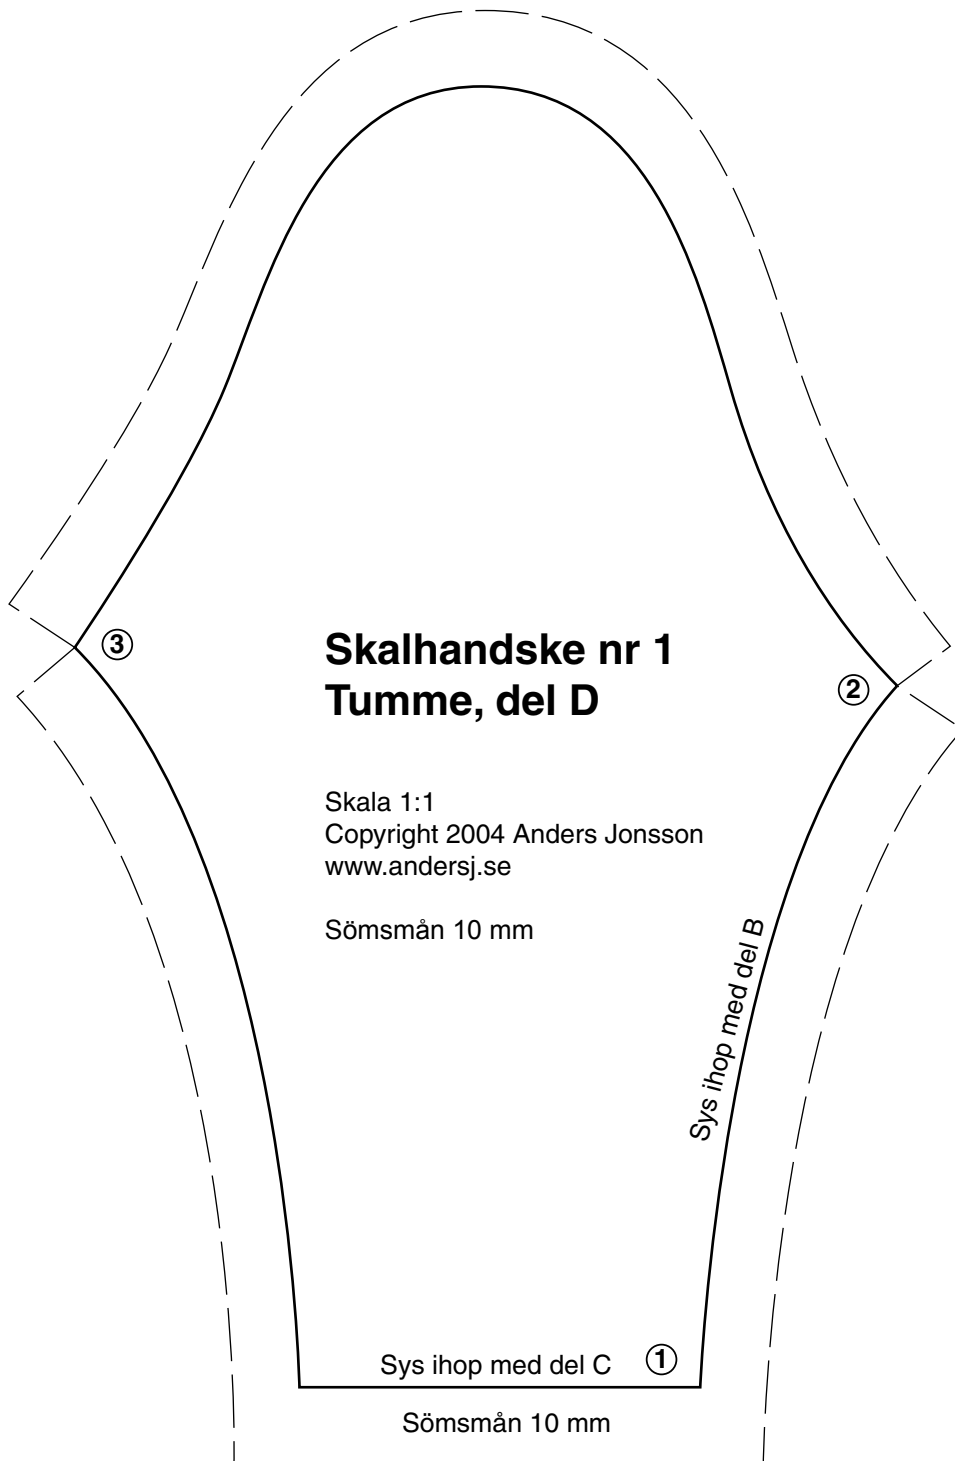 ③
②
Skalhandske nr 1
Tumme, del D
Skala 1:1
Copyright 2004 Anders Jonsson
www.andersj.se
Sömsmån 10 mm
Sys ihop med del B
Sys ihop med del C ①
Sömsmån 10 mm